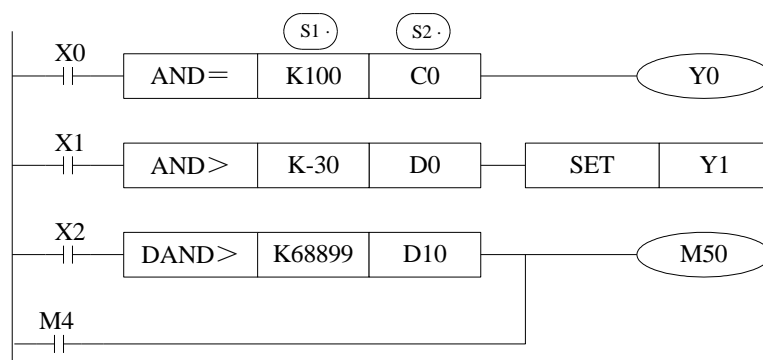 S1· S2·
X0
AND= K100 C0 Y0
X1
AND> K-30 D0 SET Y1
X2
DAND> K68899 D10 M50
M4